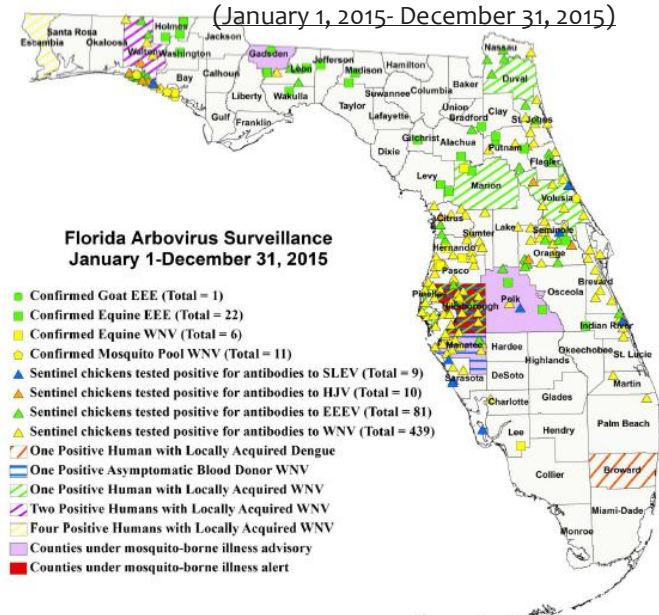 (January 1, 2015- December 31, 2015)
Santa Rosa
Escambia
Okaloosa
Holmes
Walton
Washington
Jackson
Bay
Calhoun
Gulf
Gadsden
Liberty
Franklin
Leon
Wakulla
Jefferson
Madison
Taylor
Hamilton
Suwannee
Lafayette
Columbia
Baker
Nassau
Duval
Union
Bradford
Clay
St. Johns
Dixie
Gilchrist
Alachua
Putnam
Flagler
Levy
Marion
Volusia
Citrus
Sumter
Lake
Seminole
Hernando
Orange
Pasco
Brevard
Pinellas
Hillsborough
Polk
Osceola
Indian River
Manatee
Hardee
Okeechobee
St. Lucie
Highlands
Sarasota
DeSoto
Martin
Charlotte
Glades
Palm Beach
Lee
Hendry
Broward
Collier
Miami-Dade
Monroe
Florida Arbovirus Surveillance
January 1-December 31, 2015
Confirmed Goat EEE (Total = 1)
Confirmed Equine EEE (Total = 22)
Confirmed Equine WNV (Total = 6)
Confirmed Mosquito Pool WNV (Total = 11)
Sentinel chickens tested positive for antibodies to SLEV (Total = 9)
Sentinel chickens tested positive for antibodies to HJV (Total = 10)
Sentinel chickens tested positive for antibodies to EEEV (Total = 81)
Sentinel chickens tested positive for antibodies to WNV (Total = 439)
One Positive Human with Locally Acquired Dengue
One Positive Asymptomatic Blood Donor WNV
One Positive Human with Locally Acquired WNV
Two Positive Humans with Locally Acquired WNV
Four Positive Humans with Locally Acquired WNV
Counties under mosquito-borne illness advisory
Counties under mosquito-borne illness alert